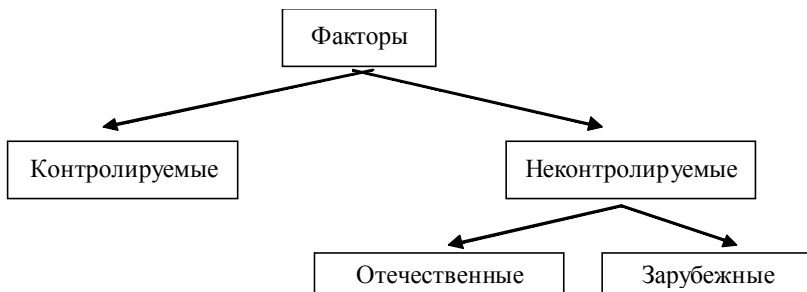 Факторы
Контролируемые
Неконтролируемые
Отечественные
Зарубежные